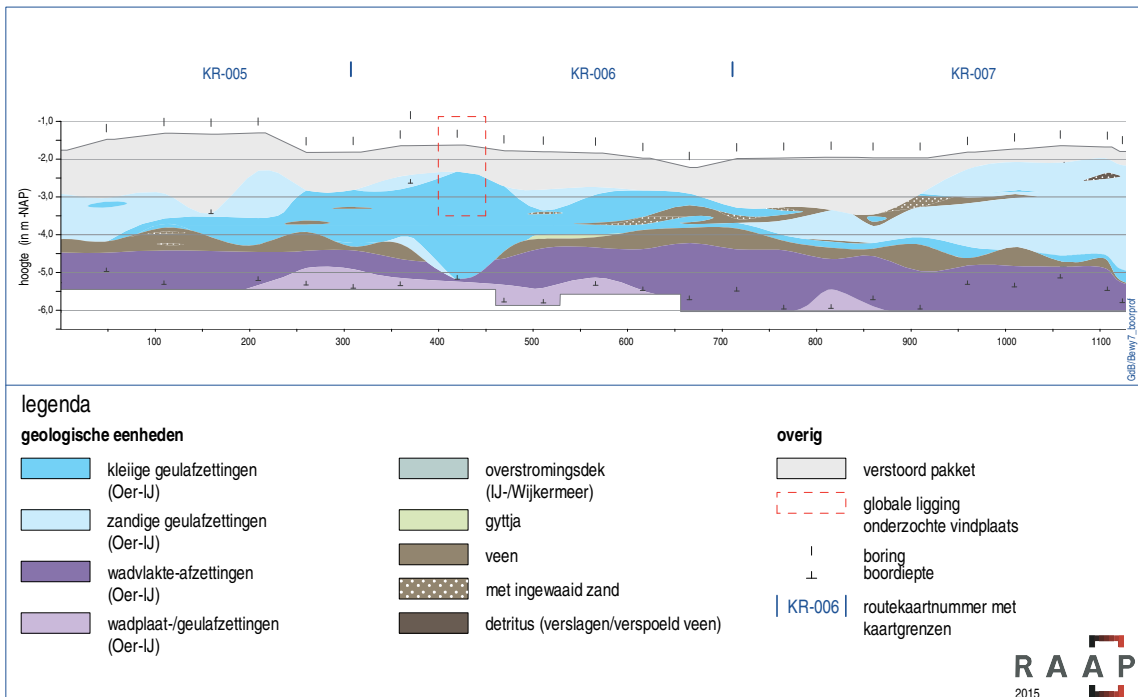 KR-005
KR-006
KR-007
hoogte (in m -NAP)
-1,0
-2,0
-3,0
-4,0
-5,0
-6,0
100
200
300
400
500
600
700
800
900
1000
1100
GdB/Bewy7_boorprof
legenda
geologische eenheden
kleiige geulafzettingen
(Oer-IJ)
zandige geulafzettingen
(Oer-IJ)
wadvlakte-afzettingen
(Oer-IJ)
wadplaat-/geulafzettingen
(Oer-IJ)
overstromingsdek
(IJ-/Wijkermeer)
gyttja
veen
met ingewaaid zand
detritus (verslagen/verspoeld veen)
overig
verstoord pakket
globale ligging
onderzochte vindplaats
boring
boordiepte
KR-006
routekaartnummer met
kaartgrenzen
RAAP
2015